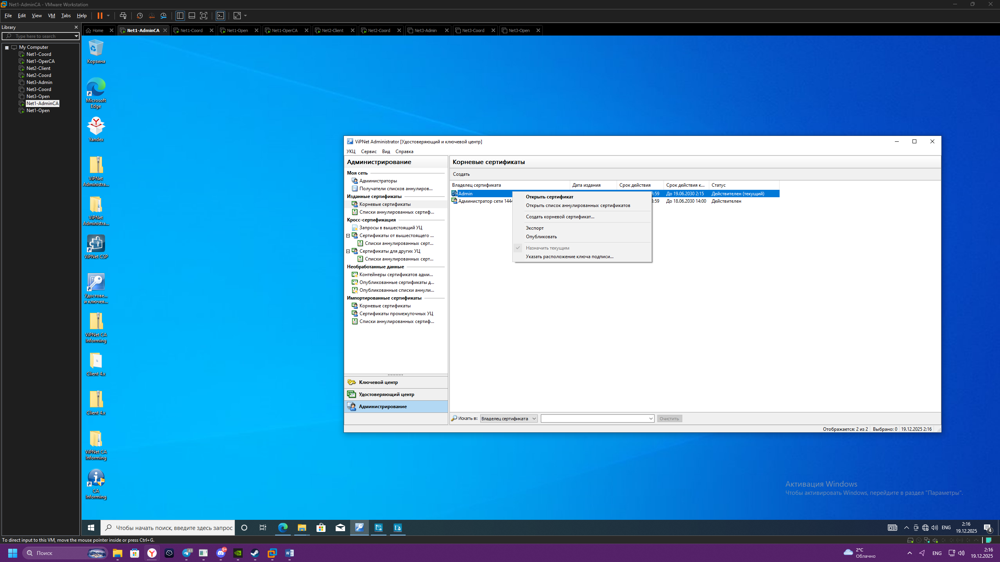 Net1-AdminCA - VMware Workstation
File Edit View VM Tabs Help
Library
Type here to search
My Computer
Net1-Coord
Net1-OperCA
Net2-Client
Net2-Coord
Net3-Admin
Net3-Coord
Net3-Open
Net1-AdminCA
Net1-Open
Home
Net1-AdminCA
Net1-Coord
Net1-Open
Net1-OperCA
Net2-Client
Net2-Coord
Net3-Admin
Net3-Coord
Net3-Open
Корзина
Microsoft
Edge
Yandex
ViPNet
Administra...
ViPNet
Administra...
ViPNet CSP
Удостове...
и ключев...
ViPNet CA
Informing
Client 4.x
Client 4.x
ViPNet CA
Informing
CA
Informing
ViPNet Administrator [Удостоверяющий и ключевой центр]
УКЦ Сервис Вид Справка
Администрирование
Моя сеть
Администраторы
Получатели списков аннулиров...
Изданные сертификаты
Корневые сертификаты
Списки аннулированных сертиф...
Кросс-сертификация
Запросы в вышестоящий УЦ
Сертификаты от вышестоящего ...
Списки аннулированных серт...
Сертификаты для других УЦ
Списки аннулированных серт...
Необработанные данные
Контейнеры сертификатов адми...
Опубликованные сертификаты д...
Опубликованные списки аннули...
Импортированные сертификаты
Корневые сертификаты
Сертификаты промежуточных УЦ
Списки аннулированных сертиф...
Ключевой центр
Удостоверяющий центр
Администрирование
Корневые сертификаты
Создать
Владелец сертификата Дата издания Срок действия Срок действия к... Статус
Admin 3:59 До 19.06.2030 2:15 Действителен (текущий)
Администратор сети 1444 3:59 До 18.06.2030 14:00 Действителен
Открыть сертификат
Открыть список аннулированных сертификатов
Создать корневой сертификат...
Экспорт
Опубликовать
Назначить текущим
Указать расположение ключа подписи...
Искать в: Владелец сертификата Очистить
Отображается: 2 из 2 Выбрано: 0 19.12.2025 2:16
Активация Windows
Чтобы активировать Windows, перейдите в раздел "Параметры".
Чтобы начать поиск, введите здесь запрос
ENG
2:16
19.12.2025
4
To direct input to this VM, move the mouse pointer inside or press Ctrl+G.
Поиск
61
9+
2°C
Облачно
ENG
2:16
19.12.2025